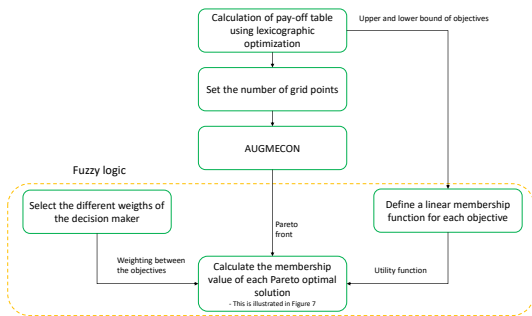 Calculation of pay-off table
using lexicographic
optimization
Upper and lower bound of objectives
Set the number of grid points
AUGMECON
Fuzzy logic
Select the different weigths of
the decision maker
Define a linear membership
function for each objective
Pareto
front
Weighting between
the objectives
Calculate the membership
value of each Pareto optimal
solution
- This is illustrated in Figure 7
Utility function